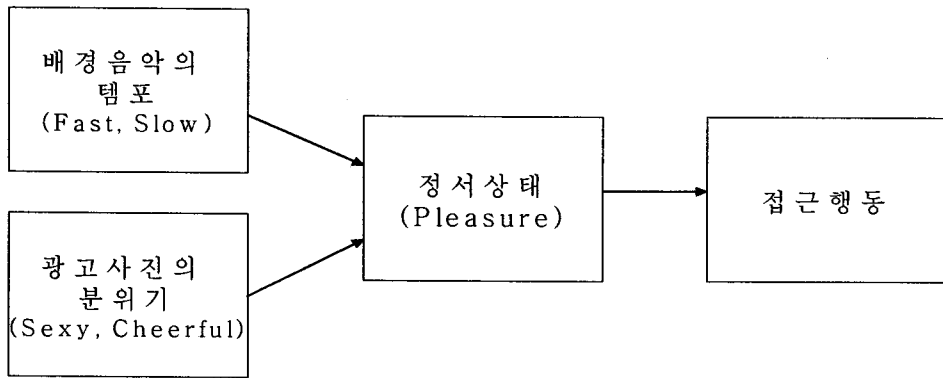 배경음악의
템포
(Fast, Slow)
광고사진의
분위기
(Sexy, Cheerful)
정서상태
(Pleasure)
접근행동